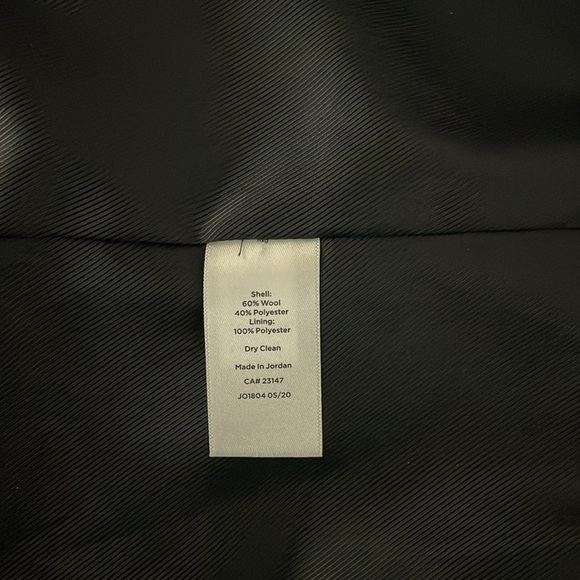 Shell:
60% Wool
40% Polyester
Lining:
100% Polyester
Dry Clean
Made in Jordan
CA# 23147
JO1804 05/20